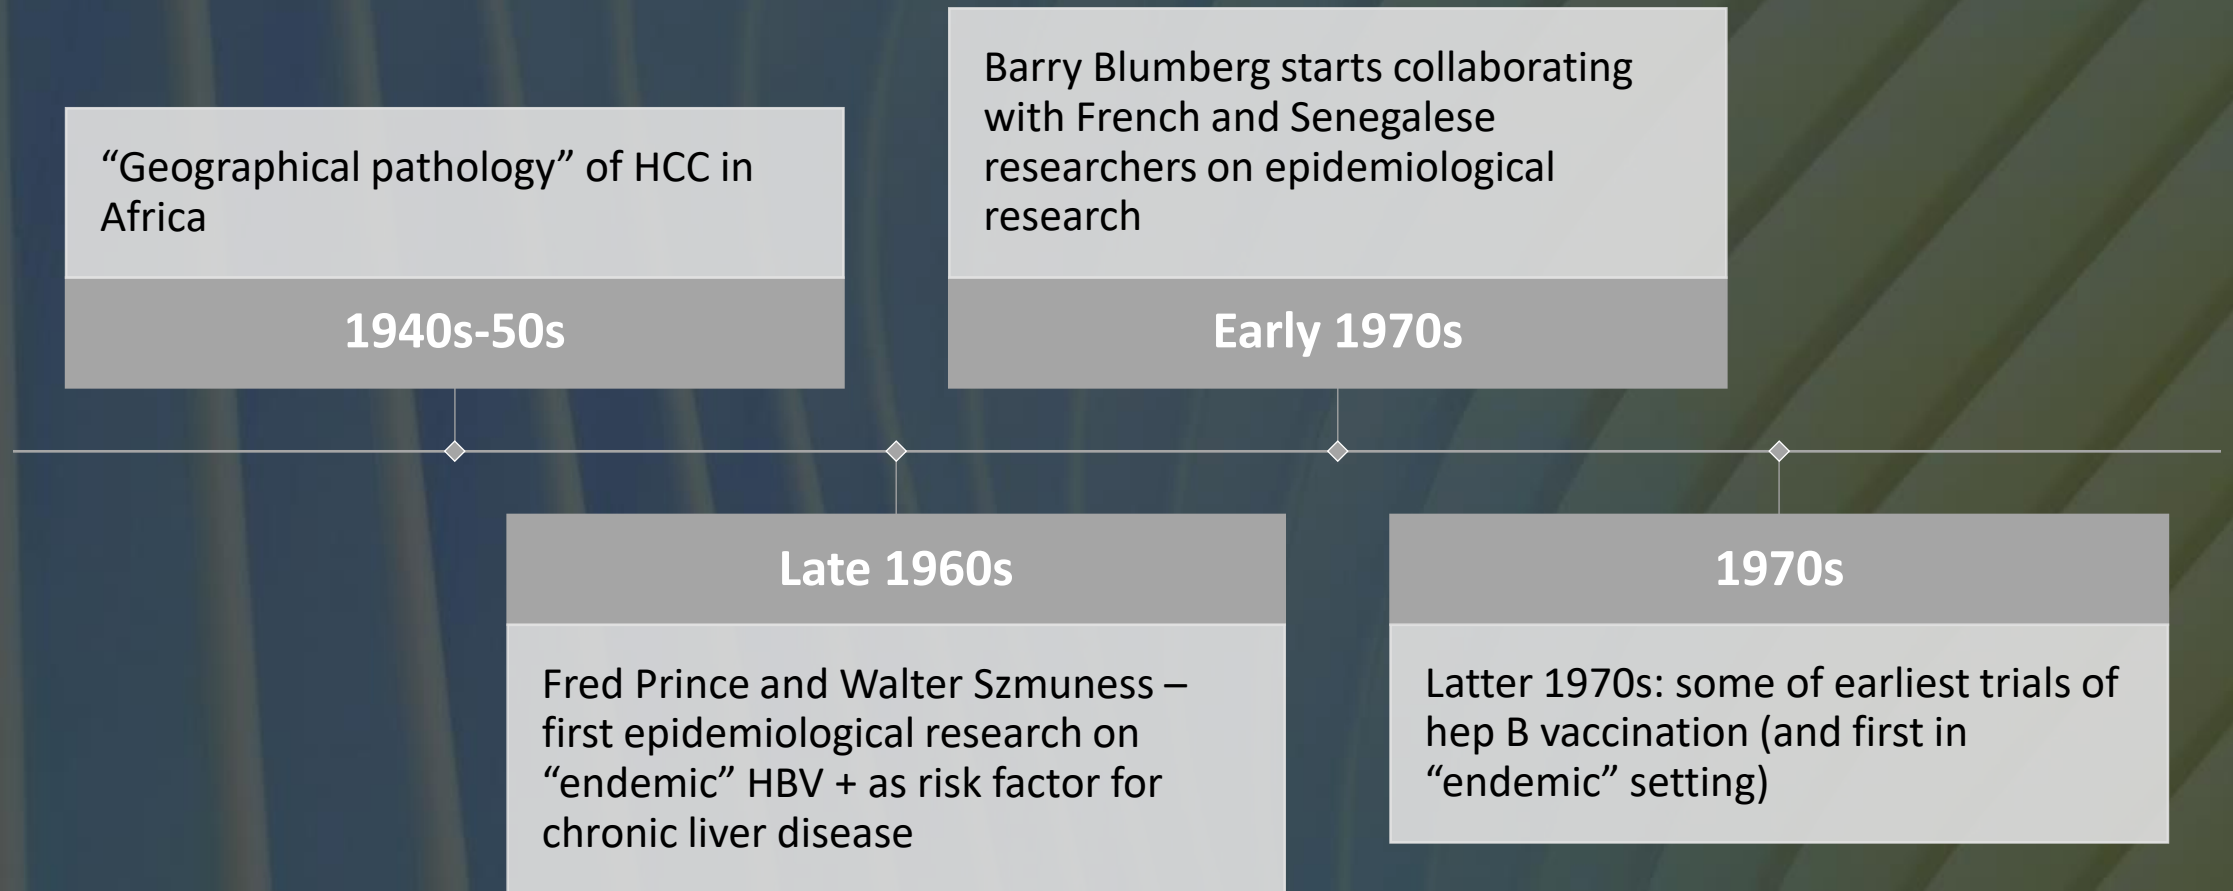 “Geographical pathology” of HCC in
Africa
1940s-50s
Late 1960s
Fred Prince and Walter Szmuness –
first epidemiological research on
“endemic” HBV + as risk factor for
chronic liver disease
Barry Blumberg starts collaborating
with French and Senegalese
researchers on epidemiological
research
Early 1970s
1970s
Latter 1970s: some of earliest trials of
hep B vaccination (and first in
“endemic” setting)